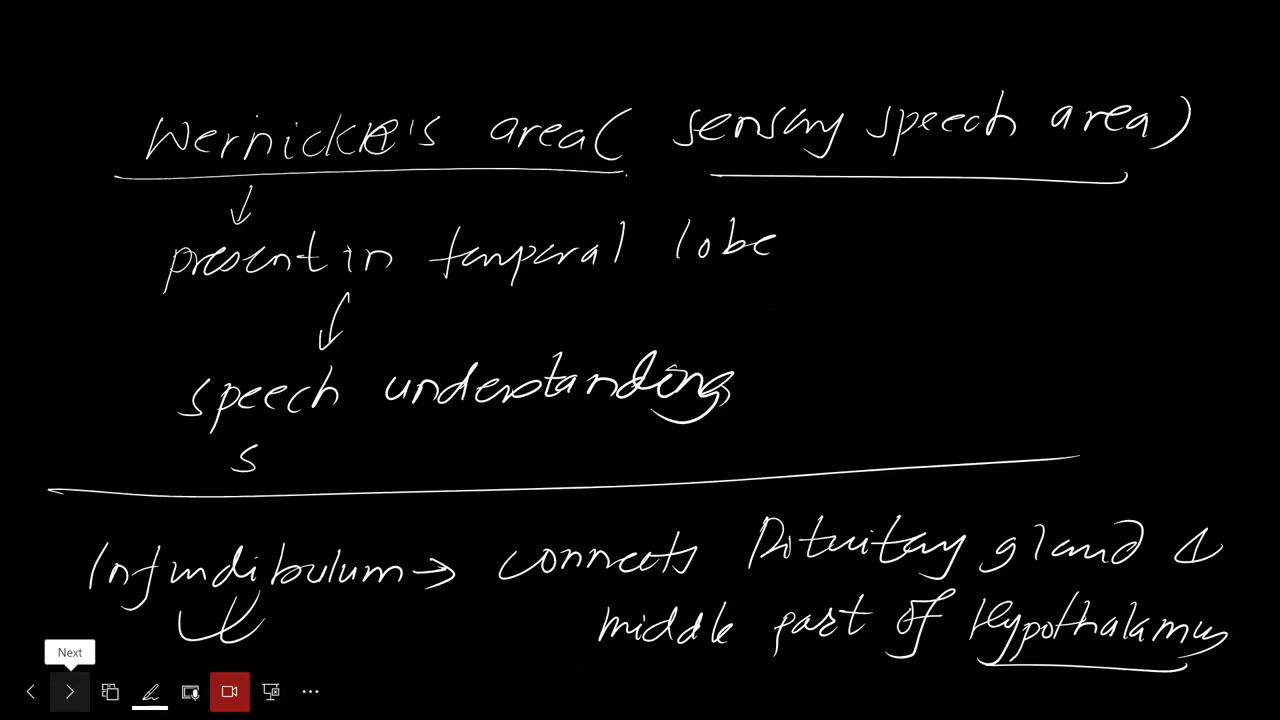 Wernicke's area( sensory speech area)
present in temporal lobe
speech understanding
s
Infundibulum → connects Pituitary gland &
middle part of Hypothalamus
Next